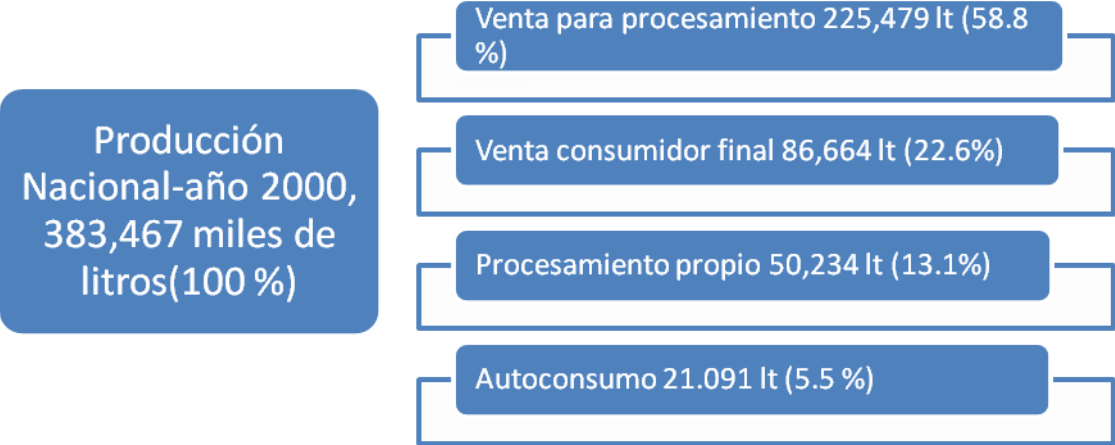 Producción
Nacional-año 2000,
383,467 miles de
litros(100 %)
Venta para procesamiento 225,479 lt (58.8
%)
Venta consumidor final 86,664 lt (22.6%)
Procesamiento propio 50,234 lt (13.1%)
Autoconsumo 21.091 lt (5.5 %)